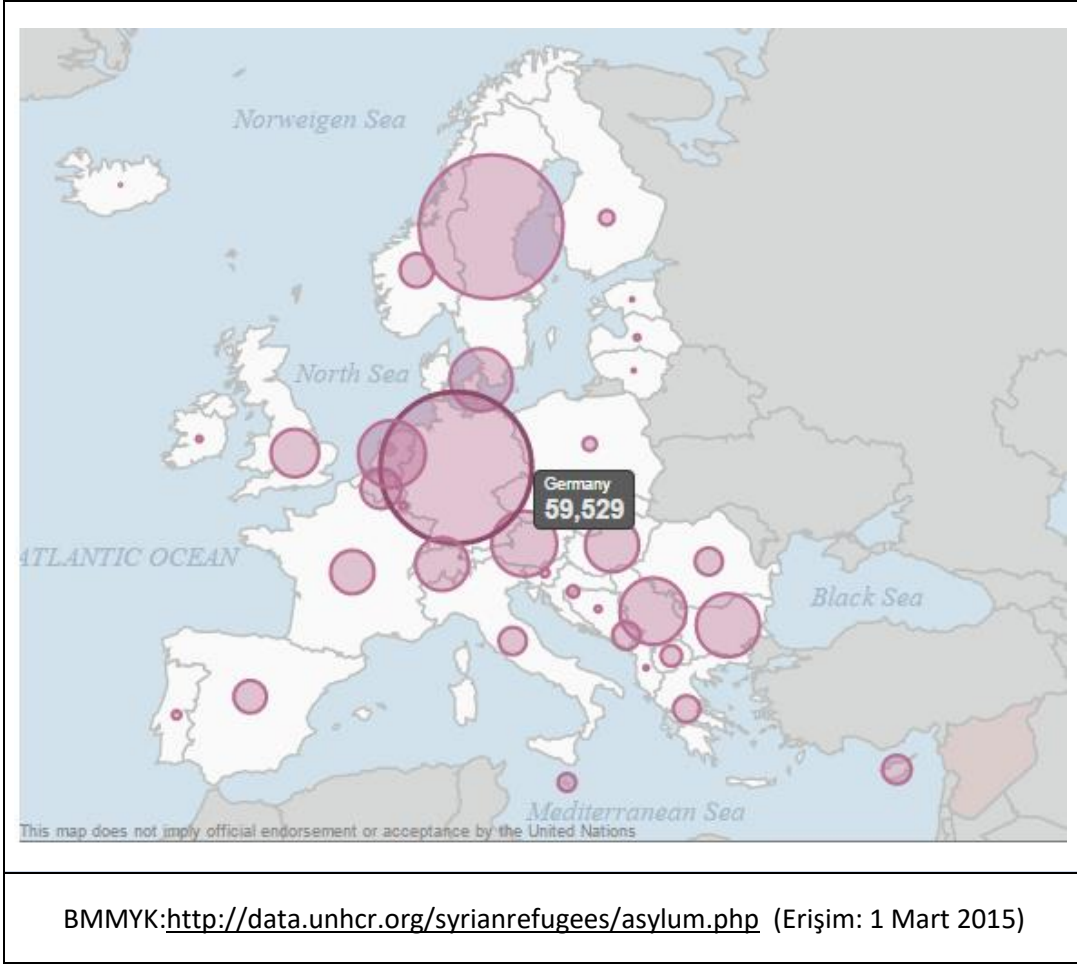 Norweigen Sea
North Sea
Germany
59,529
ATLANTIC OCEAN
Black Sea
Mediterranean Sea
This map does not imply official endorsement or acceptance by the United Nations
BMMYK:http://data.unhcr.org/syrianrefugees/asylum.php (Erişim: 1 Mart 2015)